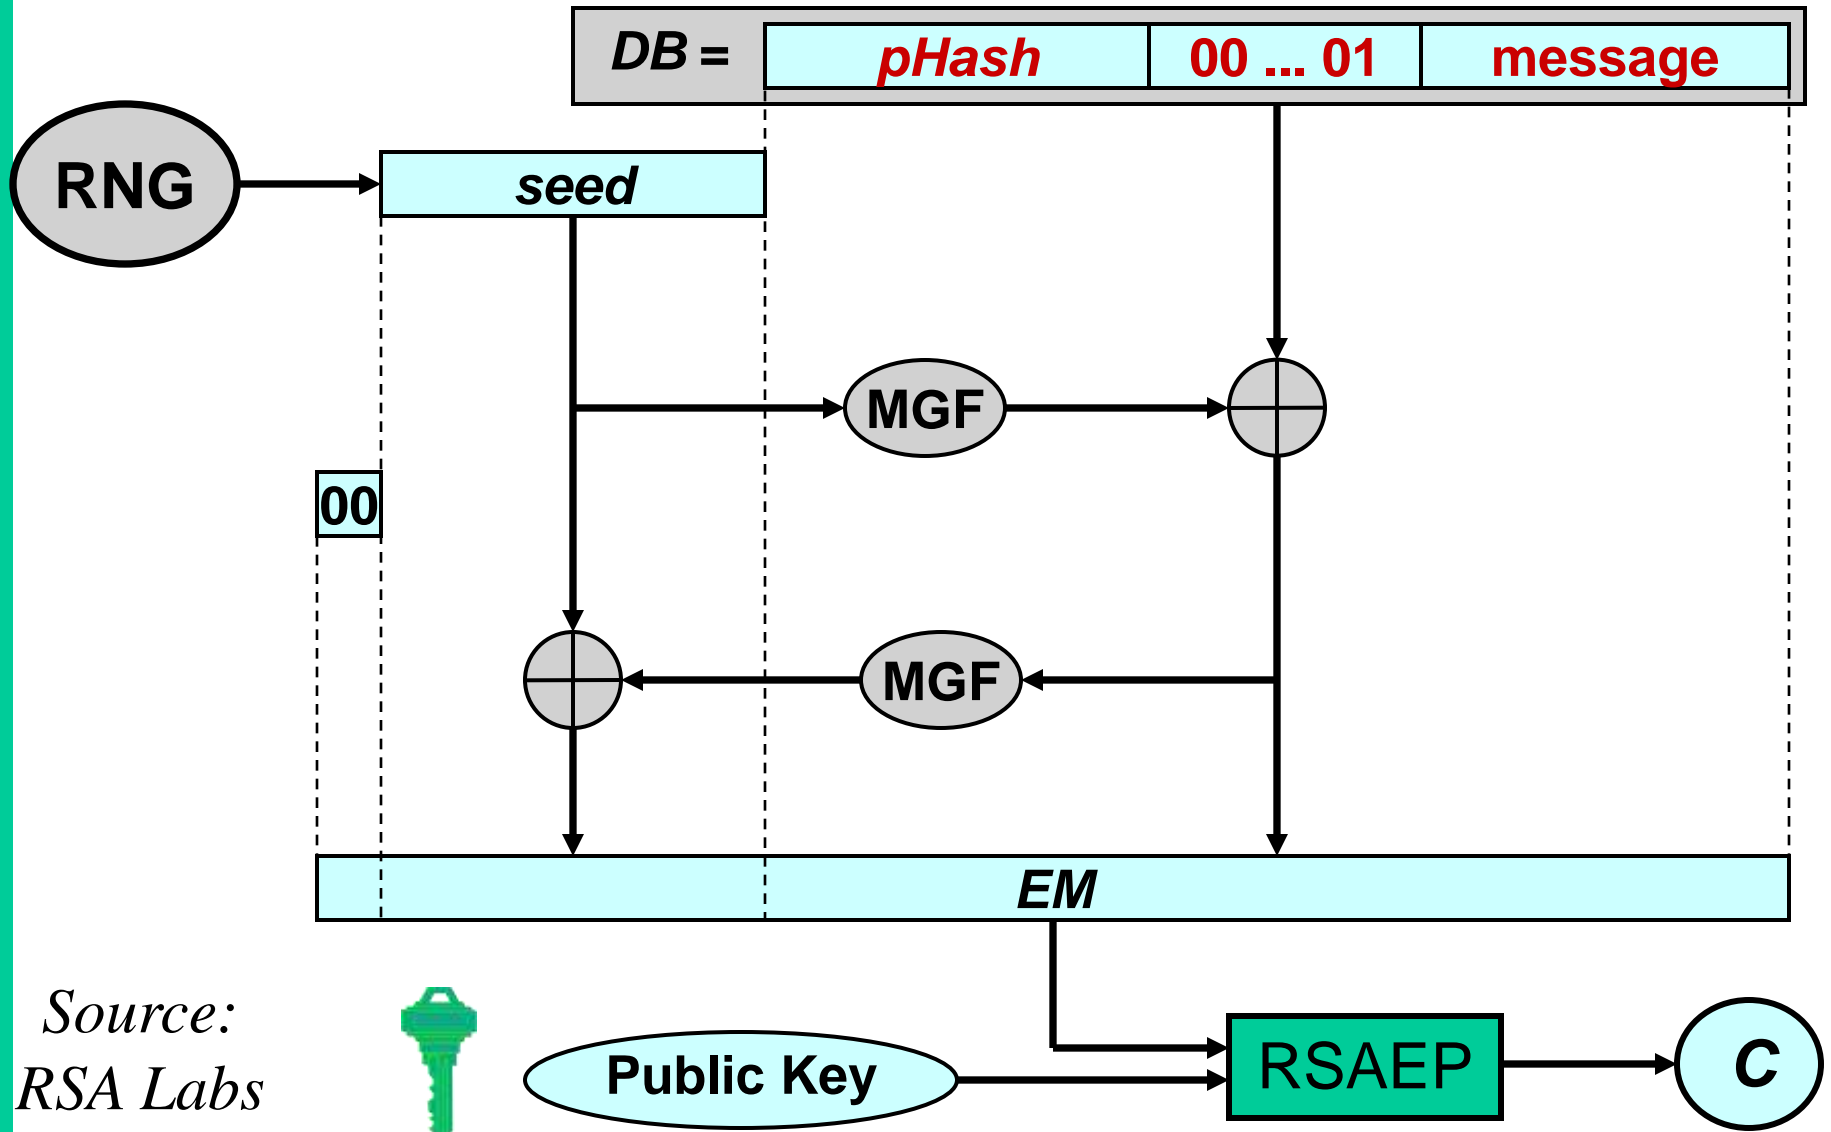 DB = pHash 00 ... 01 message
RNG
seed
MGF
00
MGF
EM
Source:
RSA Labs
Public Key
RSAEP
C